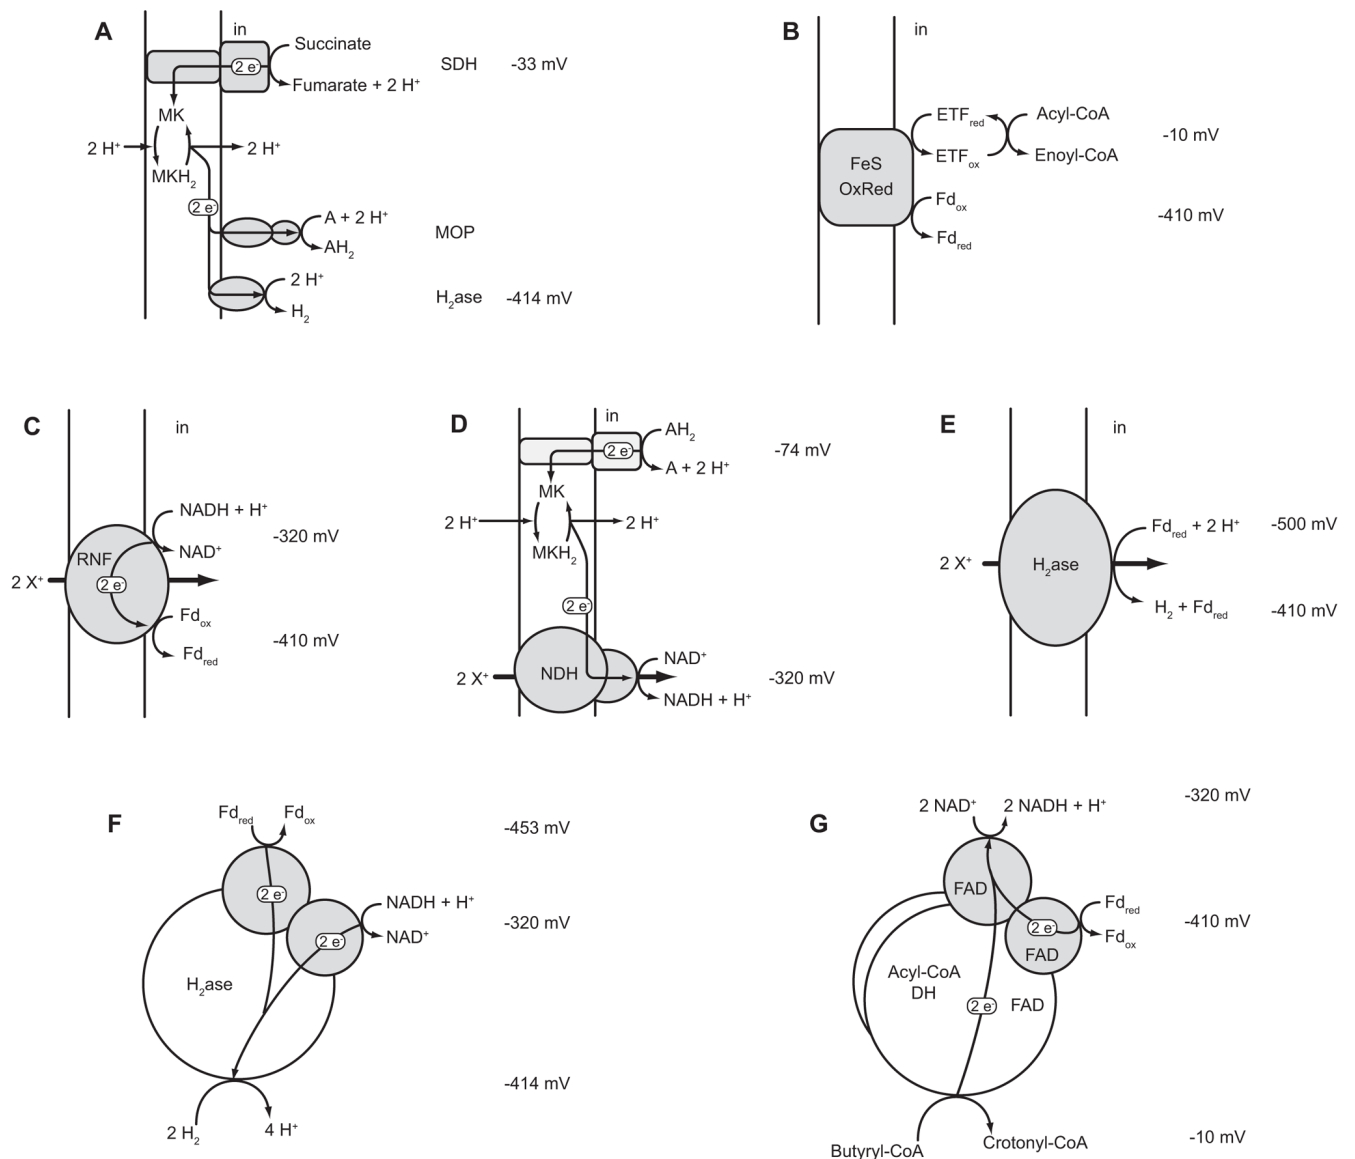 A
in
Succinate
2 e⁻
Fumarate + 2 H⁺
SDH
-33 mV
MK
2 H⁺
2 H⁺
MKH₂
2 e⁻
A + 2 H⁺
AH₂
MOP
2 H⁺
H₂
H₂ase
-414 mV
B
in
FeS
OxRed
ETFred
ETFox
Acyl-CoA
Enoyl-CoA
-10 mV
Fdox
Fdred
-410 mV
C
in
NADH + H⁺
NAD⁺
-320 mV
RNF
2 e⁻
2 X⁺
Fdox
Fdred
-410 mV
D
in
AH₂
2 e⁻
A + 2 H⁺
-74 mV
MK
2 H⁺
2 H⁺
MKH₂
2 e⁻
NDH
2 X⁺
NAD⁺
NADH + H⁺
-320 mV
E
in
Fdred + 2 H⁺
-500 mV
2 X⁺
H₂ase
H₂ + Fdred
-410 mV
F
Fdred
Fdox
-453 mV
2 e⁻
NADH + H⁺
NAD⁺
-320 mV
2 e⁻
H₂ase
-414 mV
2 H₂
4 H⁺
G
2 NAD⁺
2 NADH + H⁺
-320 mV
FAD
Fdred
Fdox
-410 mV
2 e⁻
FAD
Acyl-CoA
DH
2 e⁻
FAD
Butyryl-CoA
Crotonyl-CoA
-10 mV